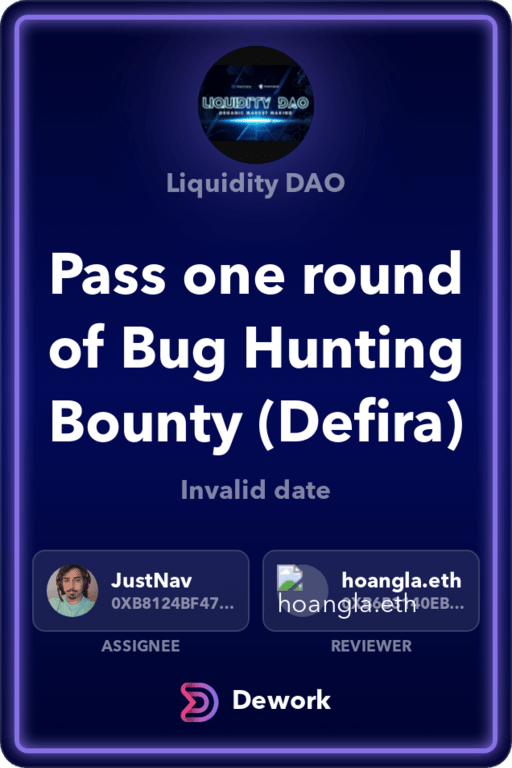 LIQUIDITY DAO
ORGANIC MARKET MAKING
Liquidity DAO
Pass one round
of Bug Hunting
Bounty (Defira)
Invalid date
JustNav
0XB8124BF47...
ASSIGNEE
hoangla.eth
hoangla.eth
REVIEWER
Dework